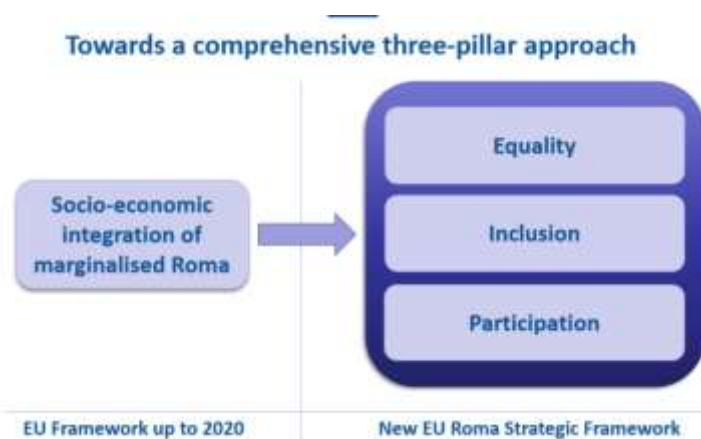 Towards a comprehensive three-pillar approach
Equality
Socio-economic
integration of
marginalised Roma
Inclusion
Participation
EU Framework up to 2020
New EU Roma Strategic Framework